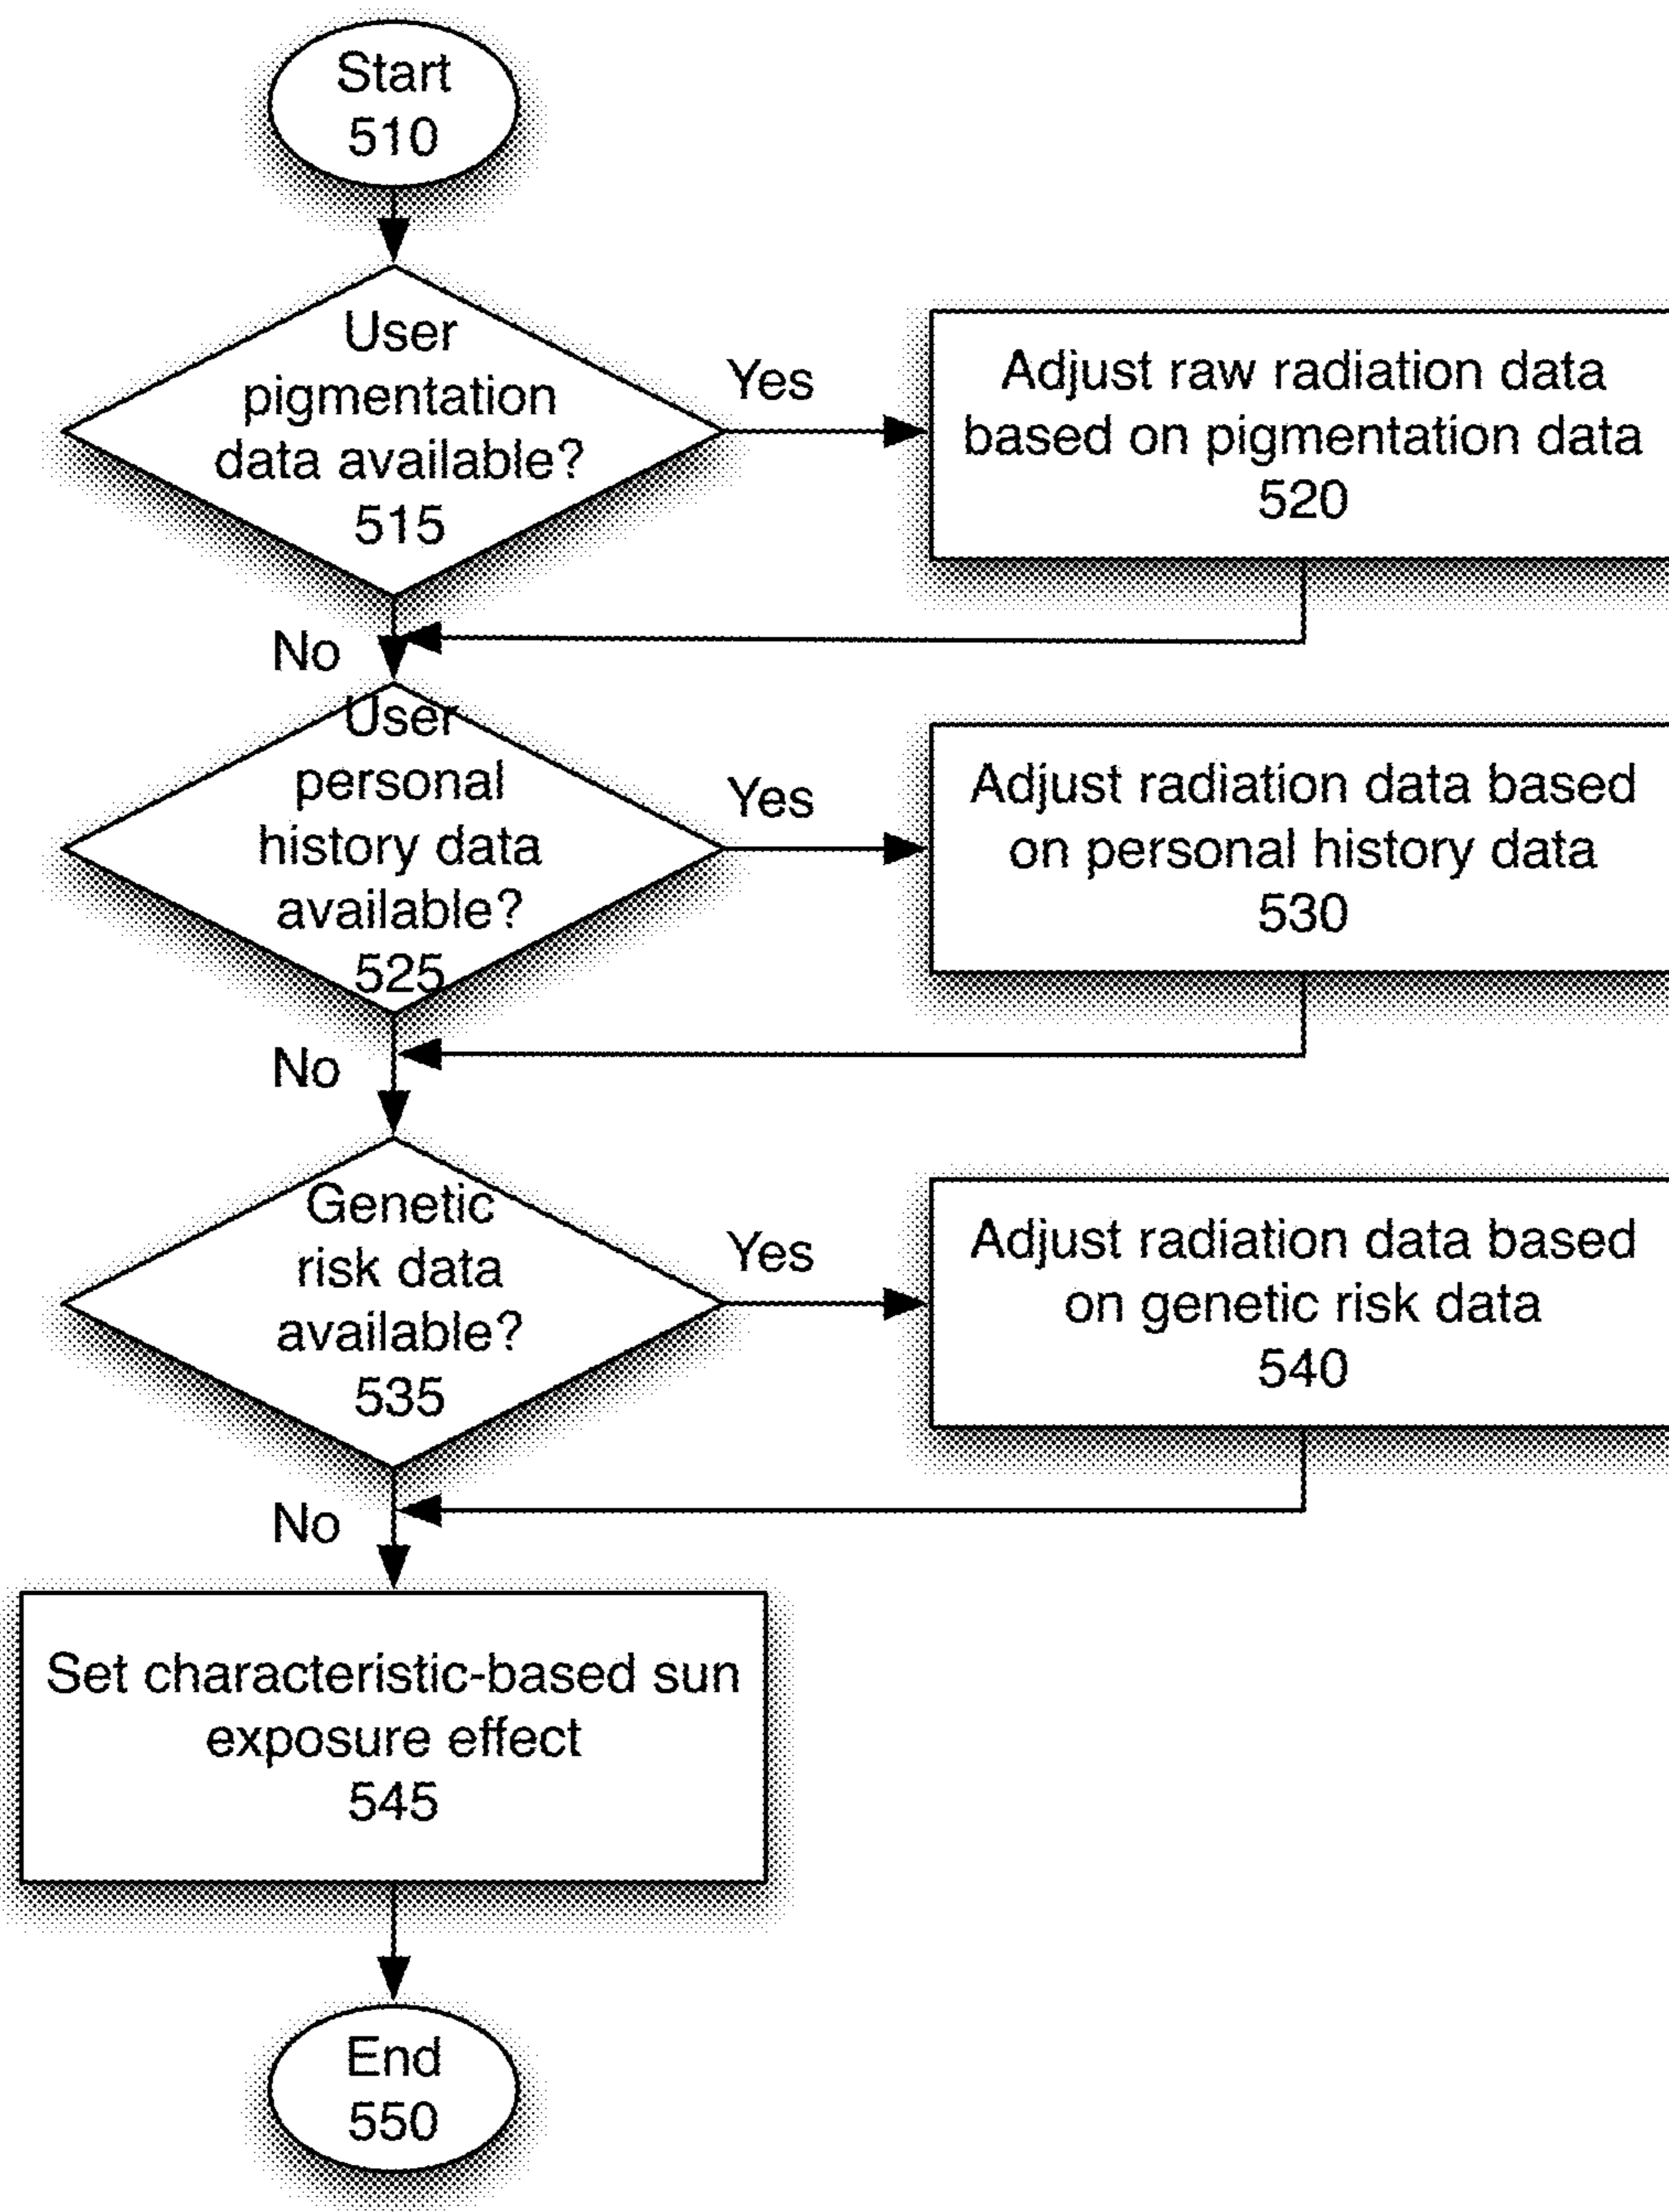 Start
510
User
pigmentation
data available?
515
Yes
Adjust raw radiation data
based on pigmentation data
520
No
User
personal
history data
available?
525
Yes
Adjust radiation data based
on personal history data
530
No
Genetic
risk data
available?
535
Yes
Adjust radiation data based
on genetic risk data
540
No
Set characteristic-based sun
exposure effect
545
End
550